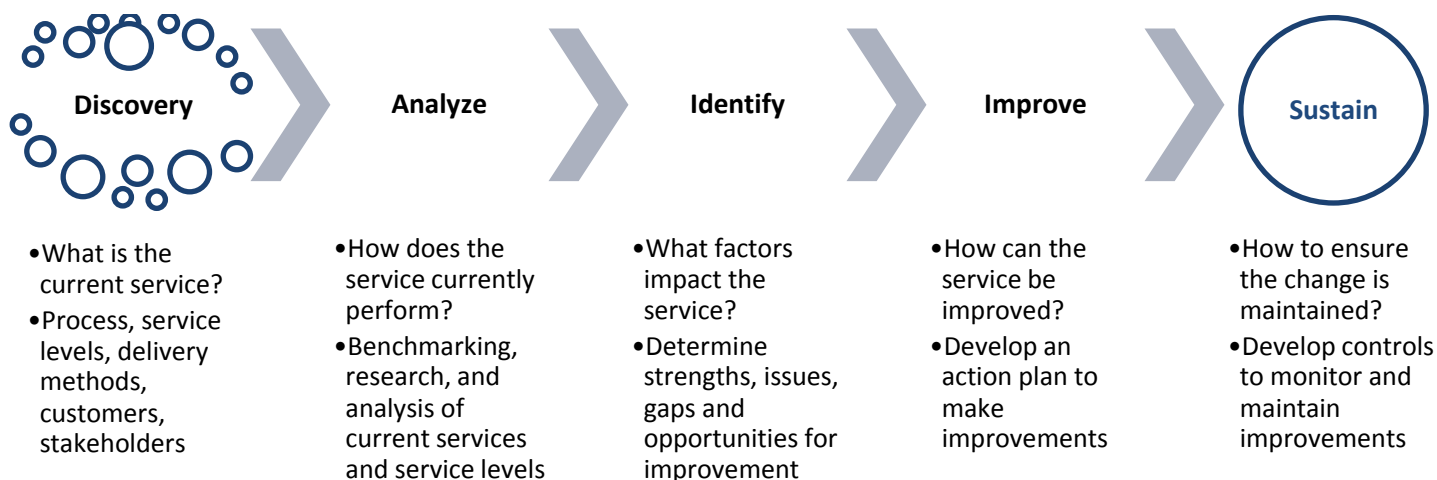 Discovery
Analyze
Identify
Improve
Sustain
•What is the
current service?
•Process, service
levels, delivery
methods,
customers,
stakeholders
•How does the
service currently
perform?
•Benchmarking,
research, and
analysis of
current services
and service levels
•What factors
impact the
service?
•Determine
strengths, issues,
gaps and
opportunities for
improvement
•How can the
service be
improved?
•Develop an
action plan to
make
improvements
•How to ensure
the change is
maintained?
•Develop controls
to monitor and
maintain
improvements